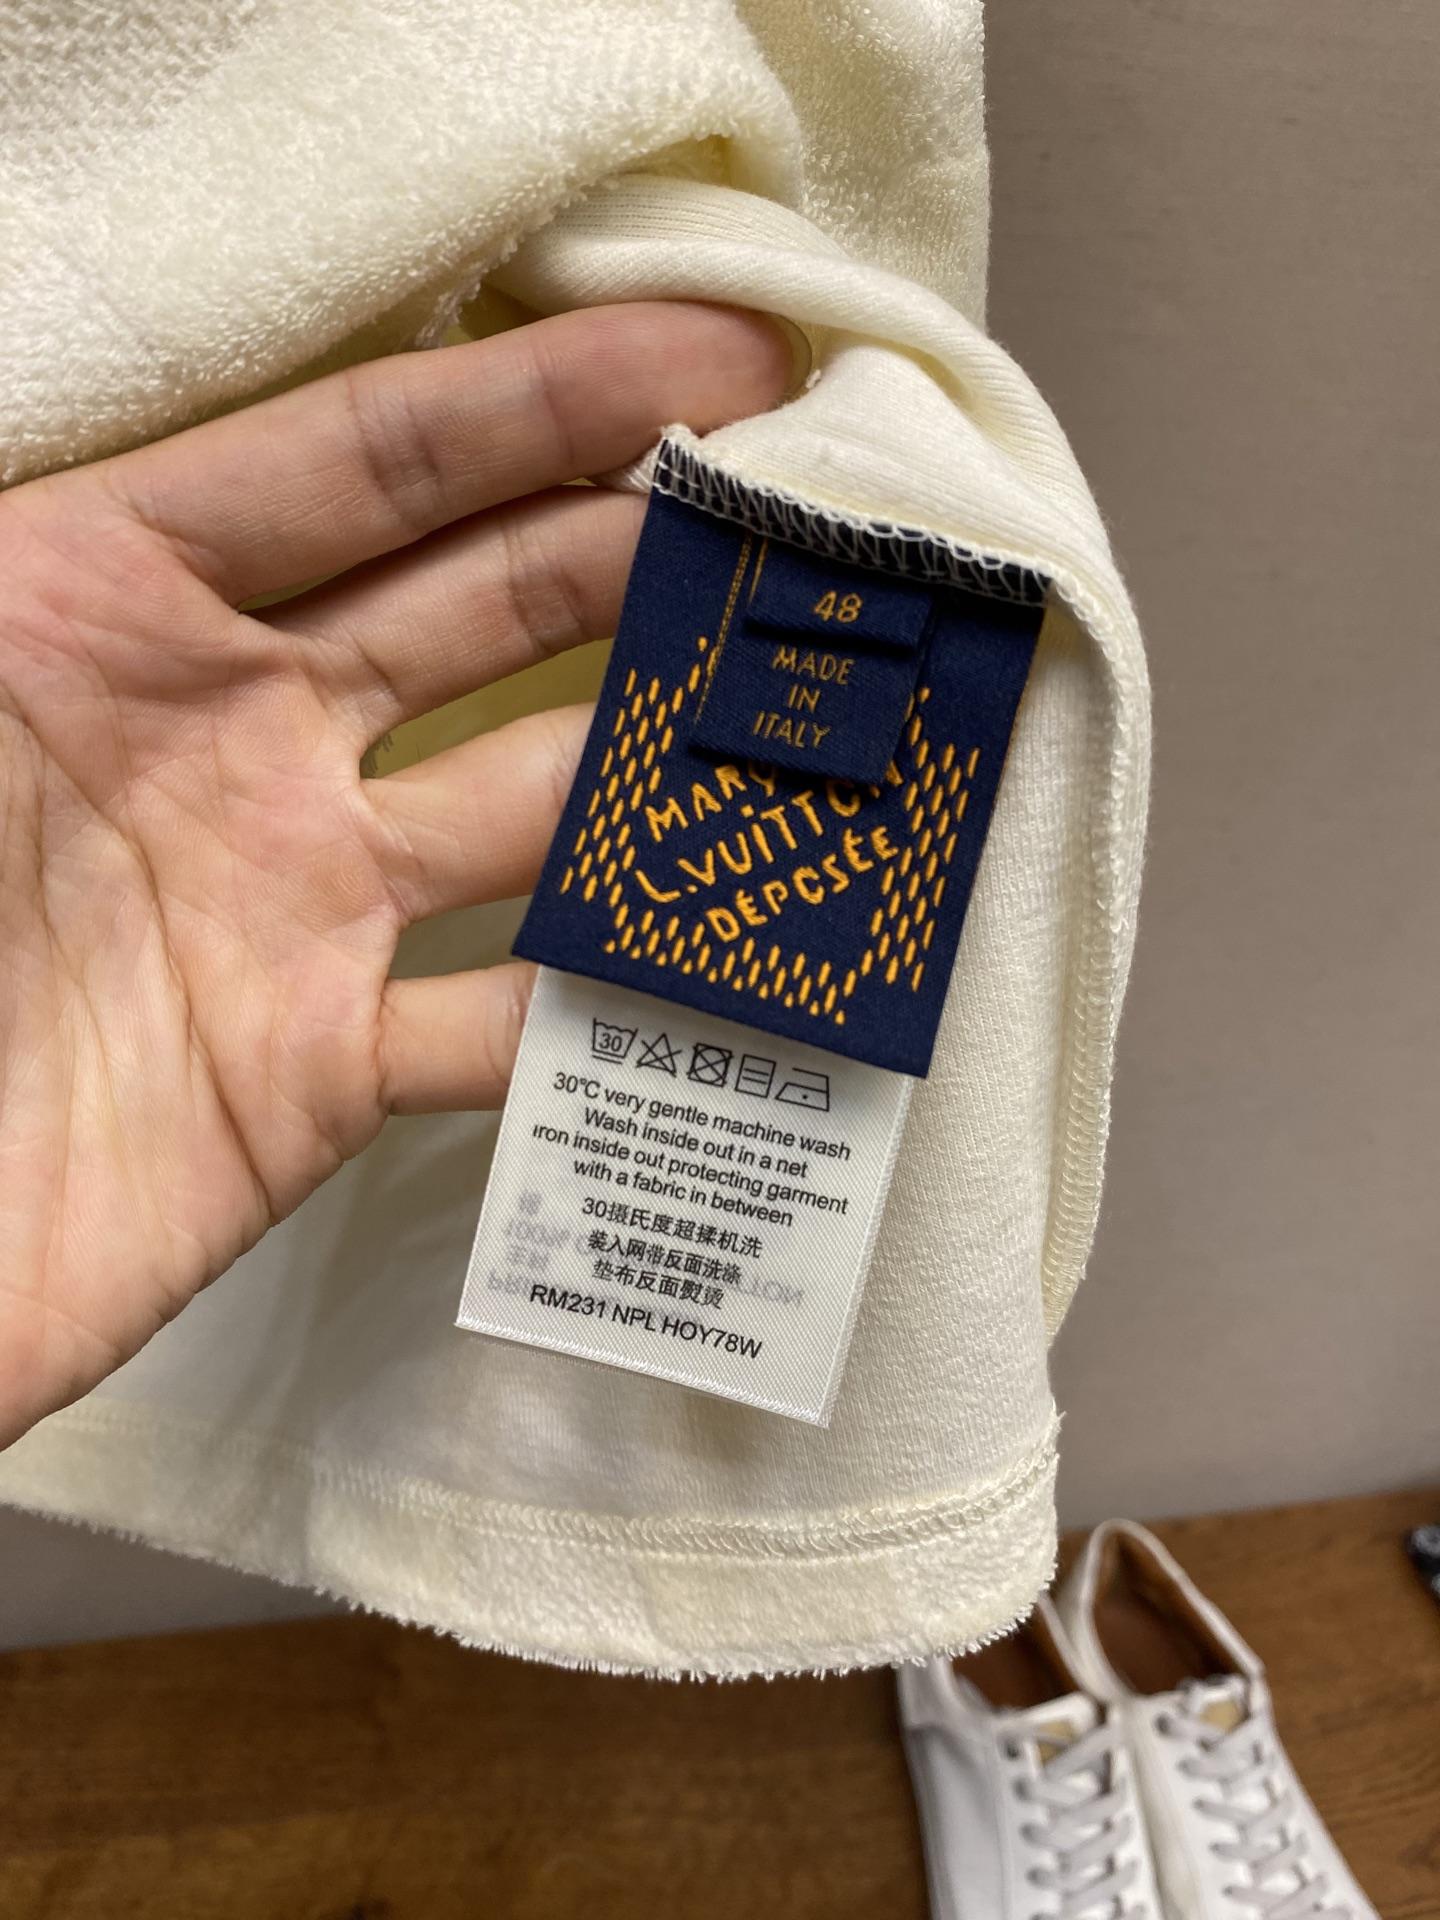 48
MADE
IN
ITALY
L.VUITTON
DÉPOSÉE
30
30°C very gentle machine wash
Wash inside out in a net
Iron inside out protecting garment
with a fabric in between
30摄氏度超揉机洗
装入网带反面洗涤
垫布反面熨烫
RM231 NPL HOY78W